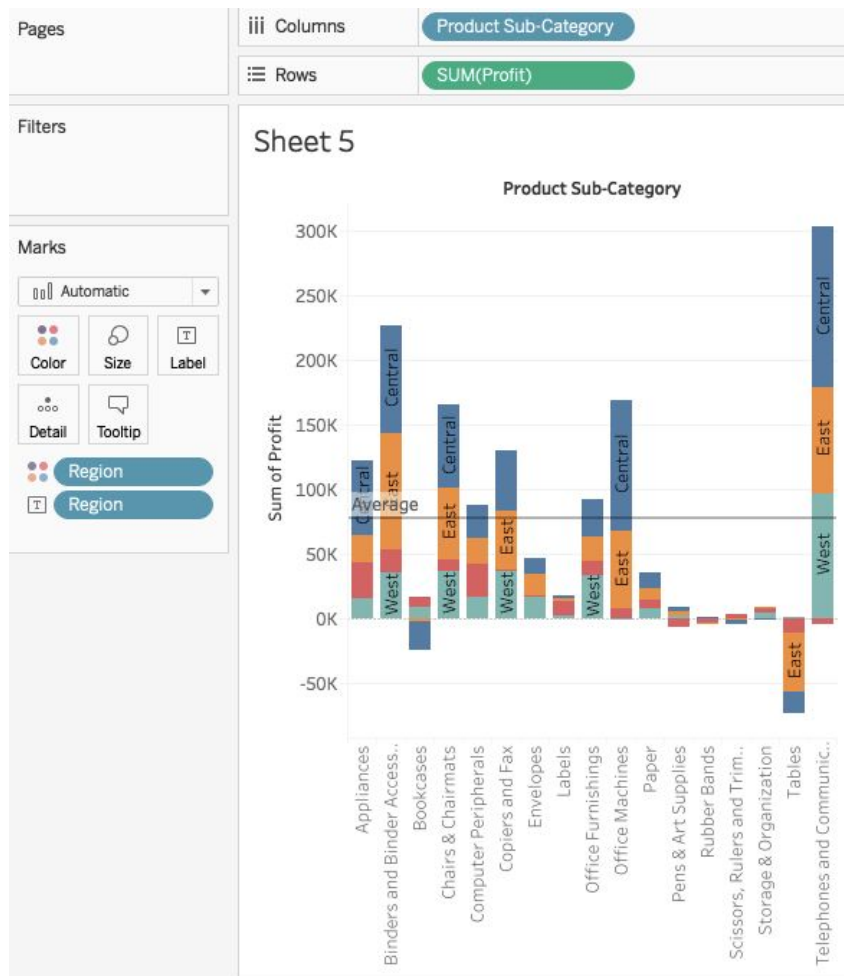 Pages
Columns
Product Sub-Category
Rows
SUM(Profit)
Filters
Marks
Automatic
Color
Size
T
Label
Detail
Tooltip
Region
T
Region
Sheet 5
Product Sub-Category
Sum of Profit
300K
250K
200K
150K
100K
50K
0K
-50K
Average
Central
Central
East
West
Central
East
West
East
West
West
Central
East
East
Central
East
West
Appliances
Binders and Binder Access..
Bookcases
Chairs & Chairmats
Computer Peripherals
Copiers and Fax
Envelopes
Labels
Office Furnishings
Office Machines
Paper
Pens & Art Supplies
Rubber Bands
Scissors, Rulers and Trim..
Storage & Organization
Tables
Telephones and Communic..